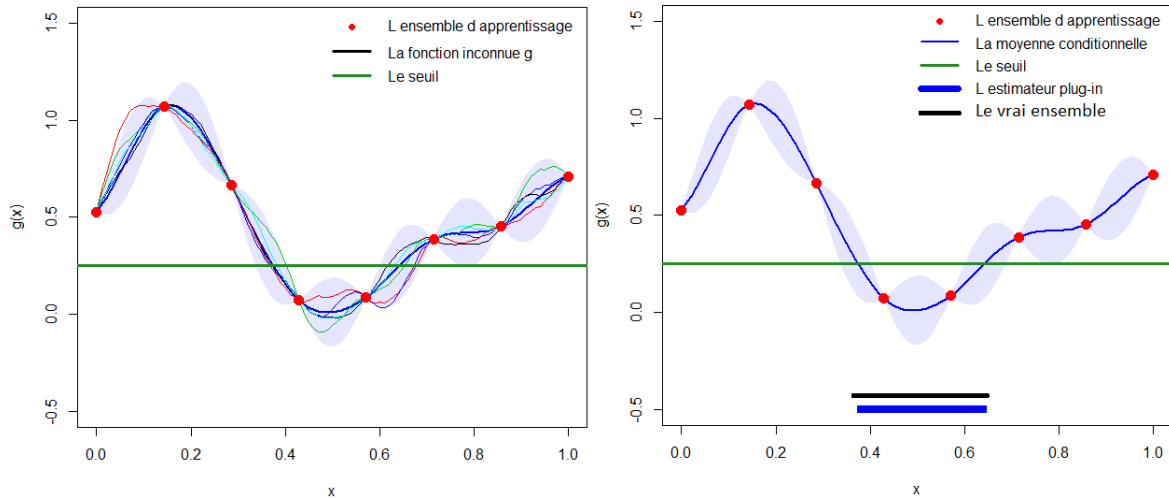 L ensemble d apprentissage
La fonction inconnue g
Le seuil
g(x)
1.5
1.0
0.5
0.0
-0.5
0.0 0.2 0.4 0.6 0.8 1.0
x
L ensemble d apprentissage
La moyenne conditionnelle
Le seuil
L estimateur plug-in
Le vrai ensemble
g(x)
1.5
1.0
0.5
0.0
-0.5
0.0 0.2 0.4 0.6 0.8 1.0
x